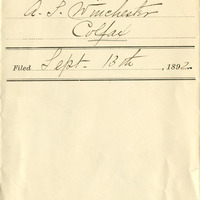 A. P. Winchester
Colfax
Filed Sept. 13th, 1892